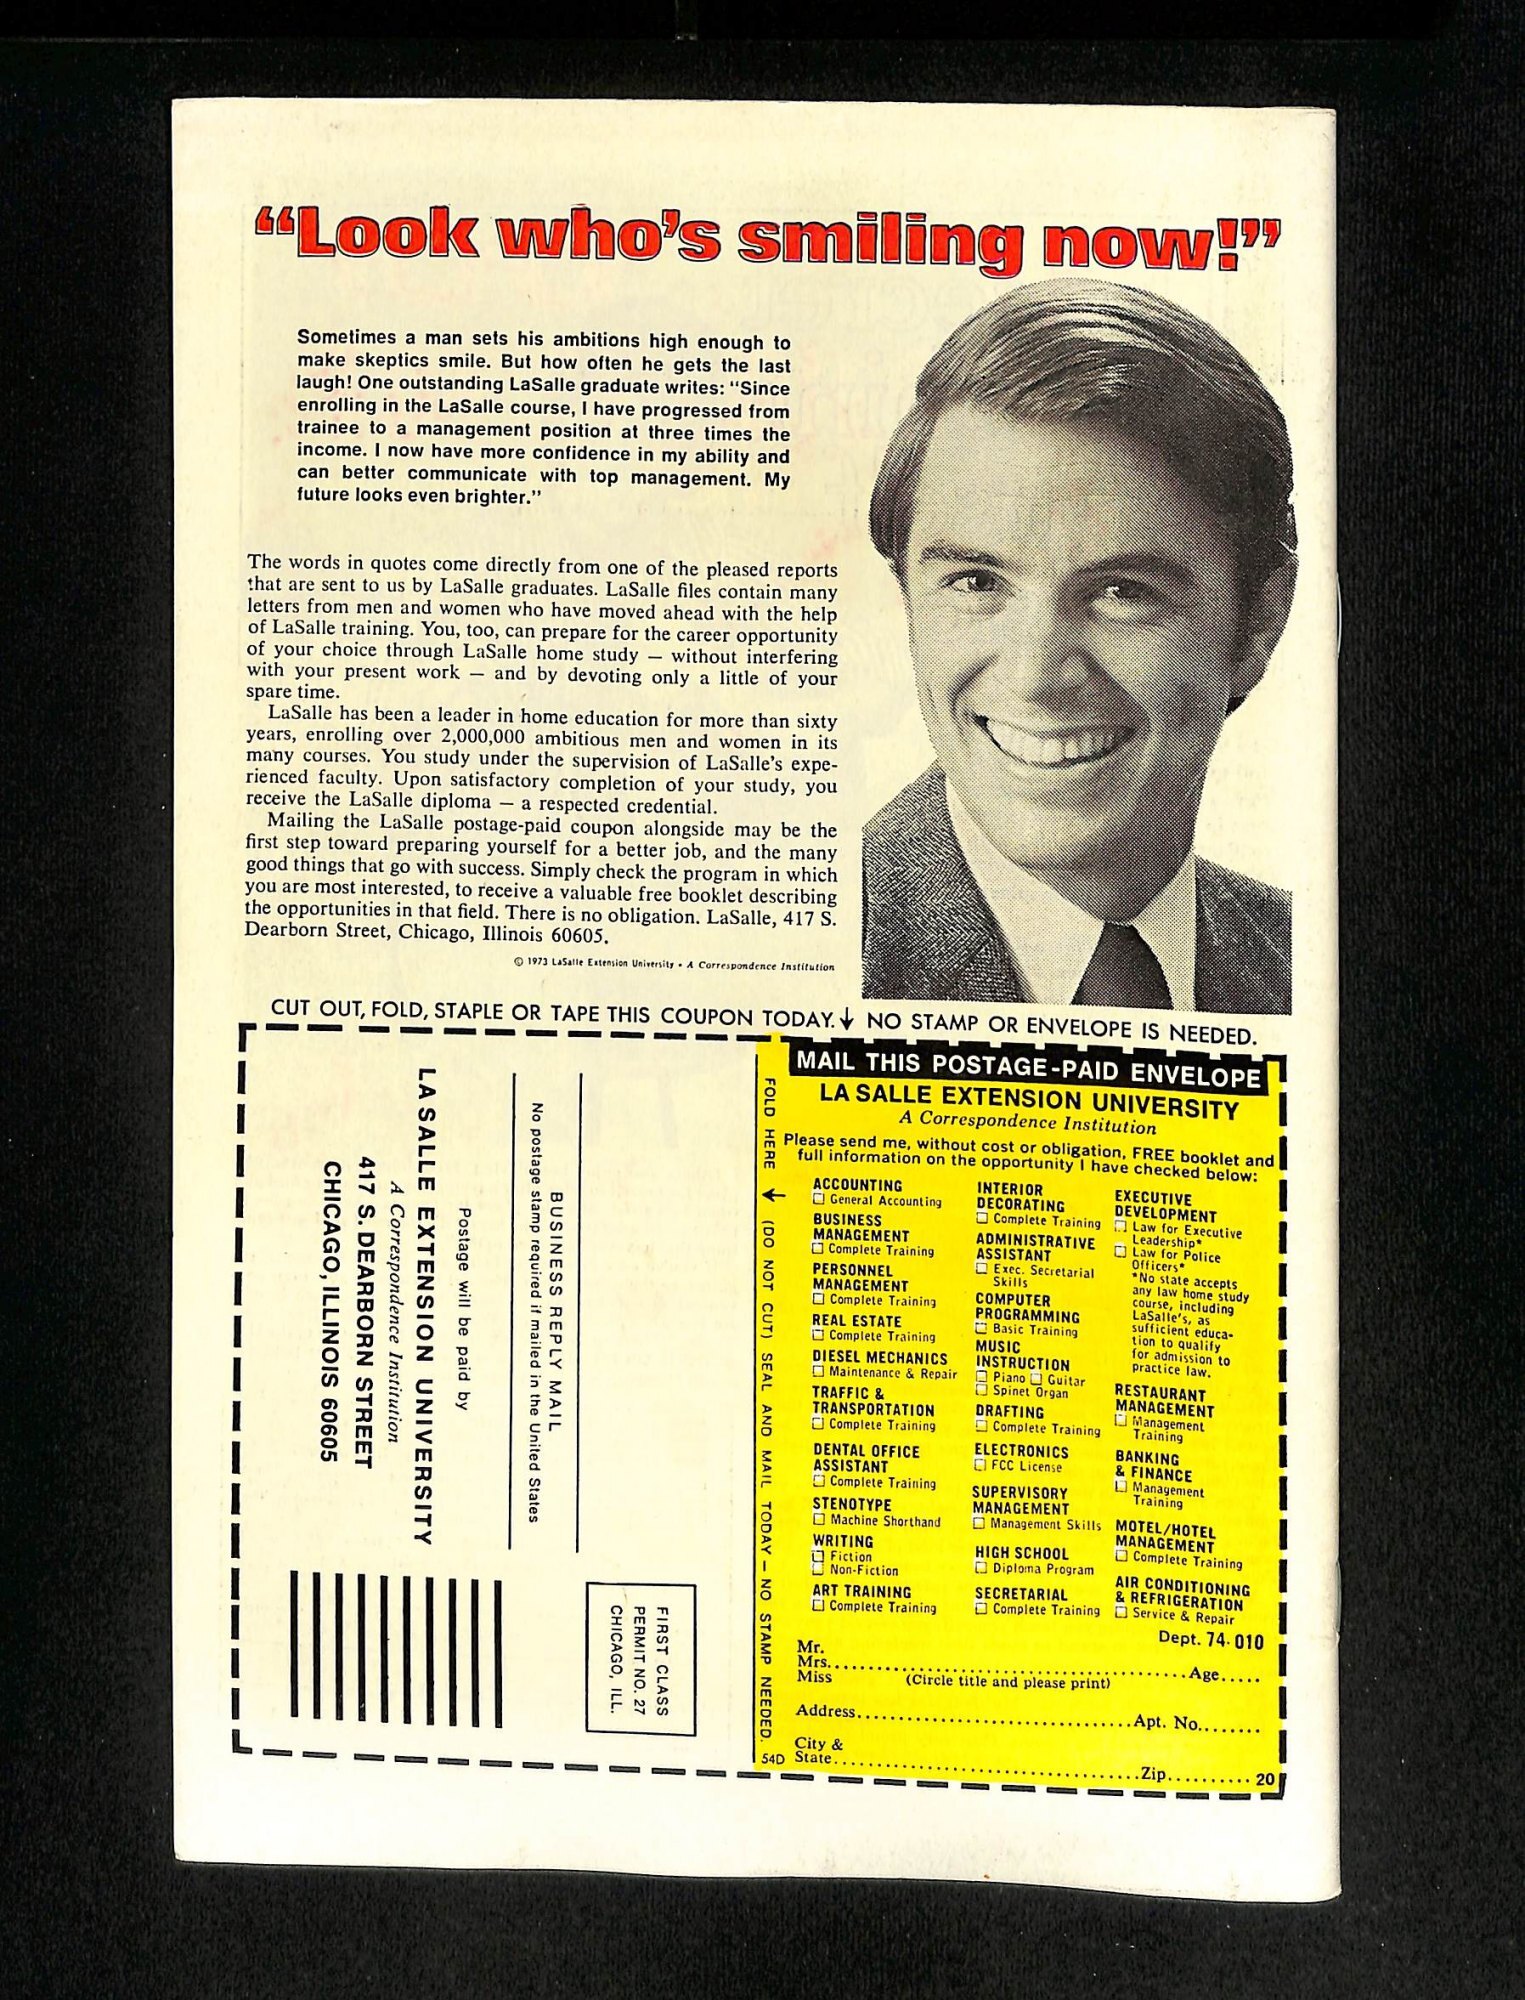 “Look who’s smiling now!”
Sometimes a man sets his ambitions high enough to
make skeptics smile. But how often he gets the last
laugh! One outstanding LaSalle graduate writes: “Since
enrolling in the LaSalle course, I have progressed from
trainee to a management position at three times the
income. I now have more confidence in my ability and
can better communicate with top management. My
future looks even brighter.”
The words in quotes come directly from one of the pleased reports
that are sent to us by LaSalle graduates. LaSalle files contain many
letters from men and women who have moved ahead with the help
of LaSalle training. You, too, can prepare for the career opportunity
of your choice through LaSalle home study — without interfering
with your present work — and by devoting only a little of your
spare time.
LaSalle has been a leader in home education for more than sixty
years, enrolling over 2,000,000 ambitious men and women in its
many courses. You study under the supervision of LaSalle’s expe-
rienced faculty. Upon satisfactory completion of your study, you
receive the LaSalle diploma — a respected credential.
Mailing the LaSalle postage-paid coupon alongside may be the
first step toward preparing yourself for a better job, and the many
good things that go with success. Simply check the program in which
you are most interested, to receive a valuable free booklet describing
the opportunities in that field. There is no obligation. LaSalle, 417 S.
Dearborn Street, Chicago, Illinois 60605.
© 1973 LaSalle Extension University • A Correspondence Institution
CUT OUT, FOLD, STAPLE OR TAPE THIS COUPON TODAY. ↓ NO STAMP OR ENVELOPE IS NEEDED.
FIRST CLASS
PERMIT NO. 27
CHICAGO, ILL.
BUSINESS REPLY MAIL
No postage stamp required if mailed in the United States
Postage will be paid by
LA SALLE EXTENSION UNIVERSITY
A Correspondence Institution
417 S. DEARBORN STREET
CHICAGO, ILLINOIS 60605
FOLD HERE → (DO NOT CUT) SEAL AND MAIL TODAY — NO STAMP NEEDED.
54D
MAIL THIS POSTAGE-PAID ENVELOPE
LA SALLE EXTENSION UNIVERSITY
A Correspondence Institution
Please send me, without cost or obligation, FREE booklet and
full information on the opportunity I have checked below:
ACCOUNTING
☐ General Accounting
BUSINESS
MANAGEMENT
☐ Complete Training
PERSONNEL
MANAGEMENT
☐ Complete Training
REAL ESTATE
☐ Complete Training
DIESEL MECHANICS
☐ Maintenance & Repair
TRAFFIC &
TRANSPORTATION
☐ Complete Training
DENTAL OFFICE
ASSISTANT
☐ Complete Training
STENOTYPE
☐ Machine Shorthand
WRITING
☐ Fiction
☐ Non-Fiction
ART TRAINING
☐ Complete Training
INTERIOR
DECORATING
☐ Complete Training
ADMINISTRATIVE
ASSISTANT
☐ Exec. Secretarial
Skills
COMPUTER
PROGRAMMING
☐ Basic Training
MUSIC
INSTRUCTION
☐ Piano ☐ Guitar
☐ Spinet Organ
DRAFTING
☐ Complete Training
ELECTRONICS
☐ FCC License
SUPERVISORY
MANAGEMENT
☐ Management Skills
HIGH SCHOOL
☐ Diploma Program
SECRETARIAL
☐ Complete Training
EXECUTIVE
DEVELOPMENT
☐ Law for Executive
Leadership*
☐ Law for Police
Officers*
*No state accepts
any law home study
course, including
LaSalle’s, as
sufficient educa-
tion to qualify
for admission to
practice law.
RESTAURANT
MANAGEMENT
☐ Management
Training
BANKING
& FINANCE
☐ Management
Training
MOTEL/HOTEL
MANAGEMENT
☐ Complete Training
AIR CONDITIONING
& REFRIGERATION
☐ Service & Repair
Dept. 74-010
Mr.
Mrs. Age
Miss (Circle title and please print)
Address Apt. No.
City &
State Zip 20